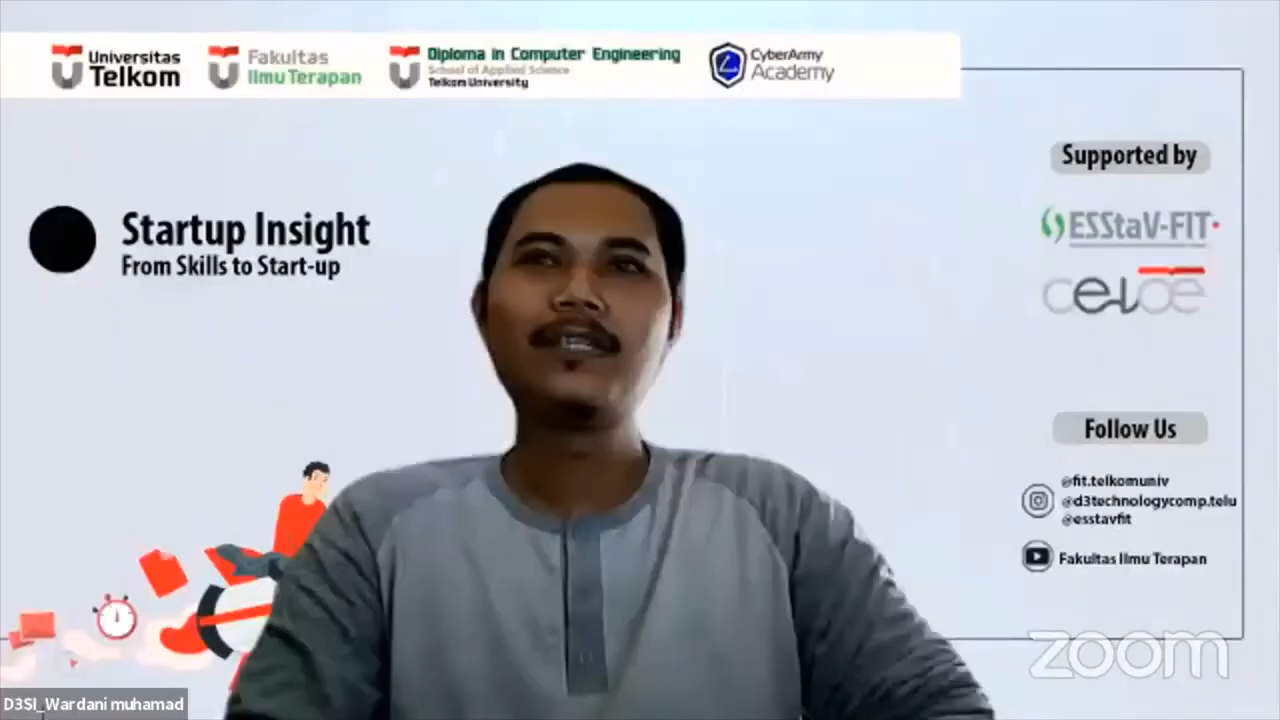 Universitas
Telkom
Fakultas
Ilmu Terapan
Diploma in Computer Engineering
School of Applied Science
Telkom University
CyberArmy
Academy
Supported by
Startup Insight
From Skills to Start-up
ESStaV-FIT
celoe
Follow Us
@fit.telkomuniv
@d3technologycomp.telu
@esstavfit
Fakultas Ilmu Terapan
zoom
D3SI_Wardani muhamad